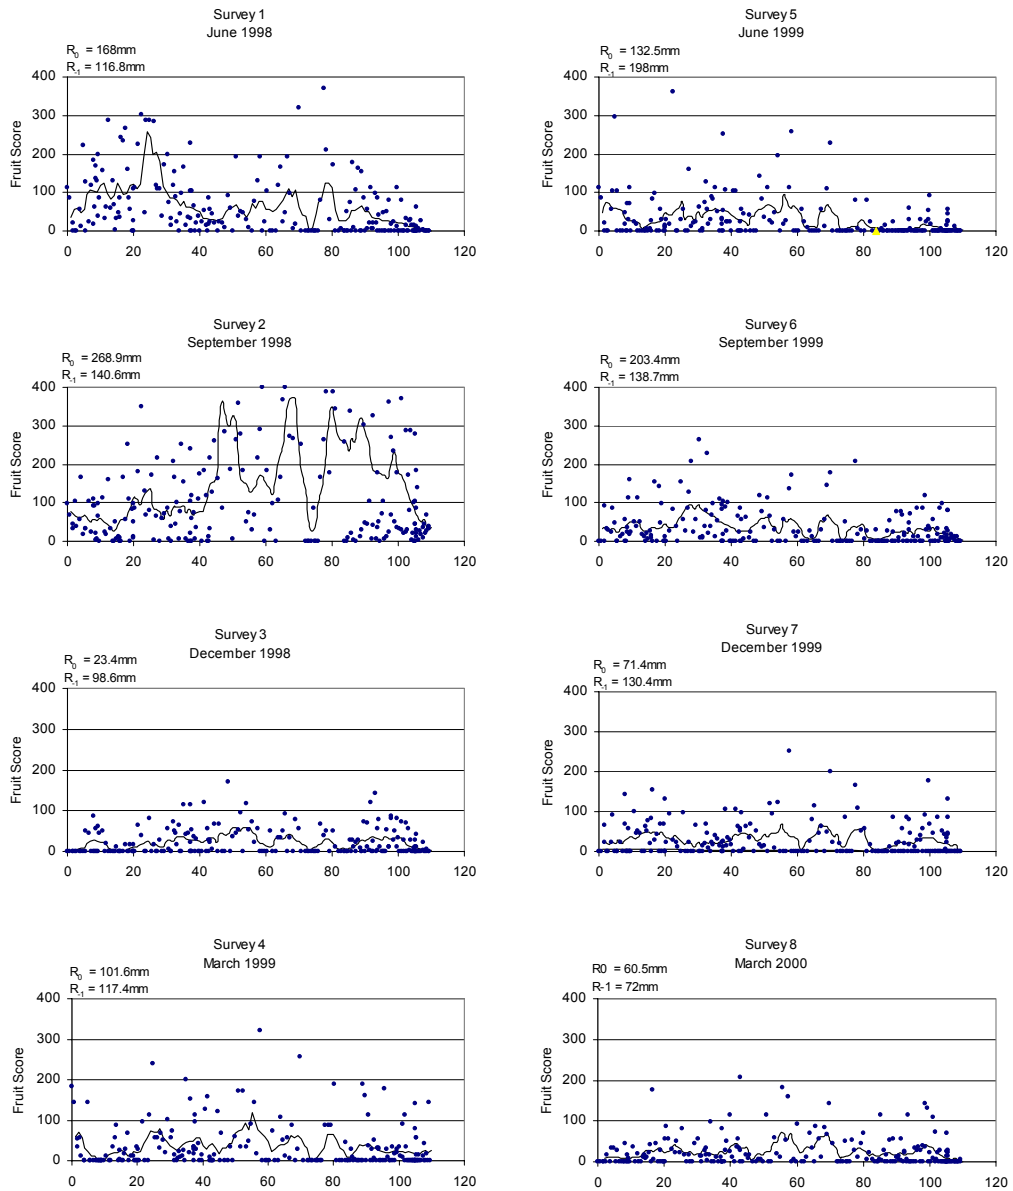 Survey 1
June 1998
R0 = 168mm
R-1 = 116.8mm
400
300
200
100
0
Fruit Score
0 20 40 60 80 100 120
Survey 5
June 1999
R0 = 132.5mm
R-1 = 198mm
400
300
200
100
0
Fruit Score
0 20 40 60 80 100 120
Survey 2
September 1998
R0 = 268.9mm
R-1 = 140.6mm
400
300
200
100
0
Fruit Score
0 20 40 60 80 100 120
Survey 6
September 1999
R0 = 203.4mm
R-1 = 138.7mm
400
300
200
100
0
Fruit Score
0 20 40 60 80 100 120
Survey 3
December 1998
R0 = 23.4mm
R-1 = 98.6mm
400
300
200
100
0
Fruit Score
0 20 40 60 80 100 120
Survey 7
December 1999
R0 = 71.4mm
R-1 = 130.4mm
400
300
200
100
0
Fruit Score
0 20 40 60 80 100 120
Survey 4
March 1999
R0 = 101.6mm
R-1 = 117.4mm
400
300
200
100
0
Fruit Score
0 20 40 60 80 100 120
Survey 8
March 2000
R0 = 60.5mm
R-1 = 72mm
400
300
200
100
0
Fruit Score
0 20 40 60 80 100 120